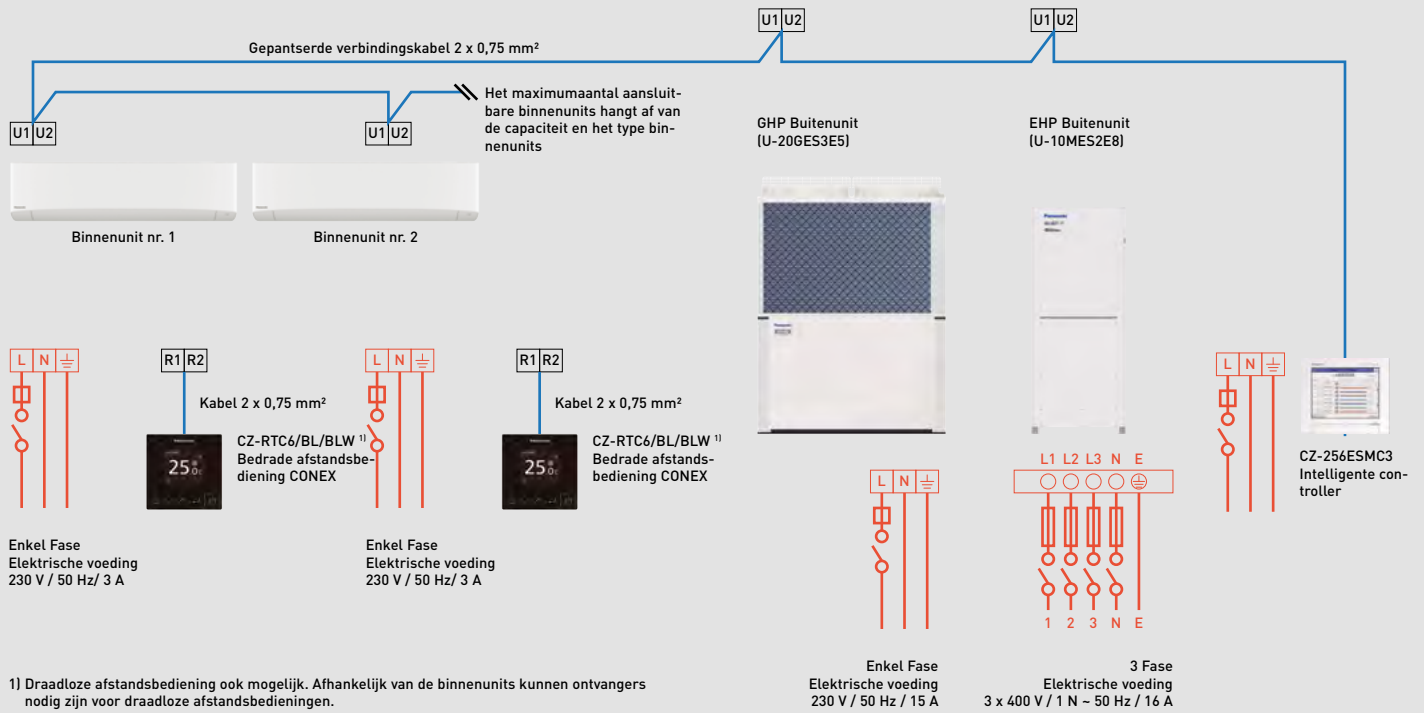 U1 U2
U1 U2
Gepantserde verbindingskabel 2 x 0,75 mm²
Het maximumaantal aansluit-
bare binnenunits hangt af van
de capaciteit en het type bin-
nenunits
U1 U2
U1 U2
GHP Buitenunit
(U-20GES3E5)
EHP Buitenunit
(U-10MES2E8)
Binnenunit nr. 1
Binnenunit nr. 2
Panasonic
Panasonic
L N
R1 R2
L N
R1 R2
L N
Kabel 2 x 0,75 mm²
Kabel 2 x 0,75 mm²
CZ-RTC6/BL/BLW 1)
Bedrade afstandsbe-
diening CONEX
CZ-RTC6/BL/BLW 1)
Bedrade afstands-
bediening CONEX
25.0c
25.0c
CZ-256ESMC3
Intelligente con-
troller
L N
L1 L2 L3 N E
1 2 3 N E
Enkel Fase
Elektrische voeding
230 V / 50 Hz/ 3 A
Enkel Fase
Elektrische voeding
230 V / 50 Hz/ 3 A
Enkel Fase
Elektrische voeding
230 V / 50 Hz / 15 A
3 Fase
Elektrische voeding
3 x 400 V / 1 N ~ 50 Hz / 16 A
1) Draadloze afstandsbediening ook mogelijk. Afhankelijk van de binnenunits kunnen ontvangers
nodig zijn voor draadloze afstandsbedieningen.